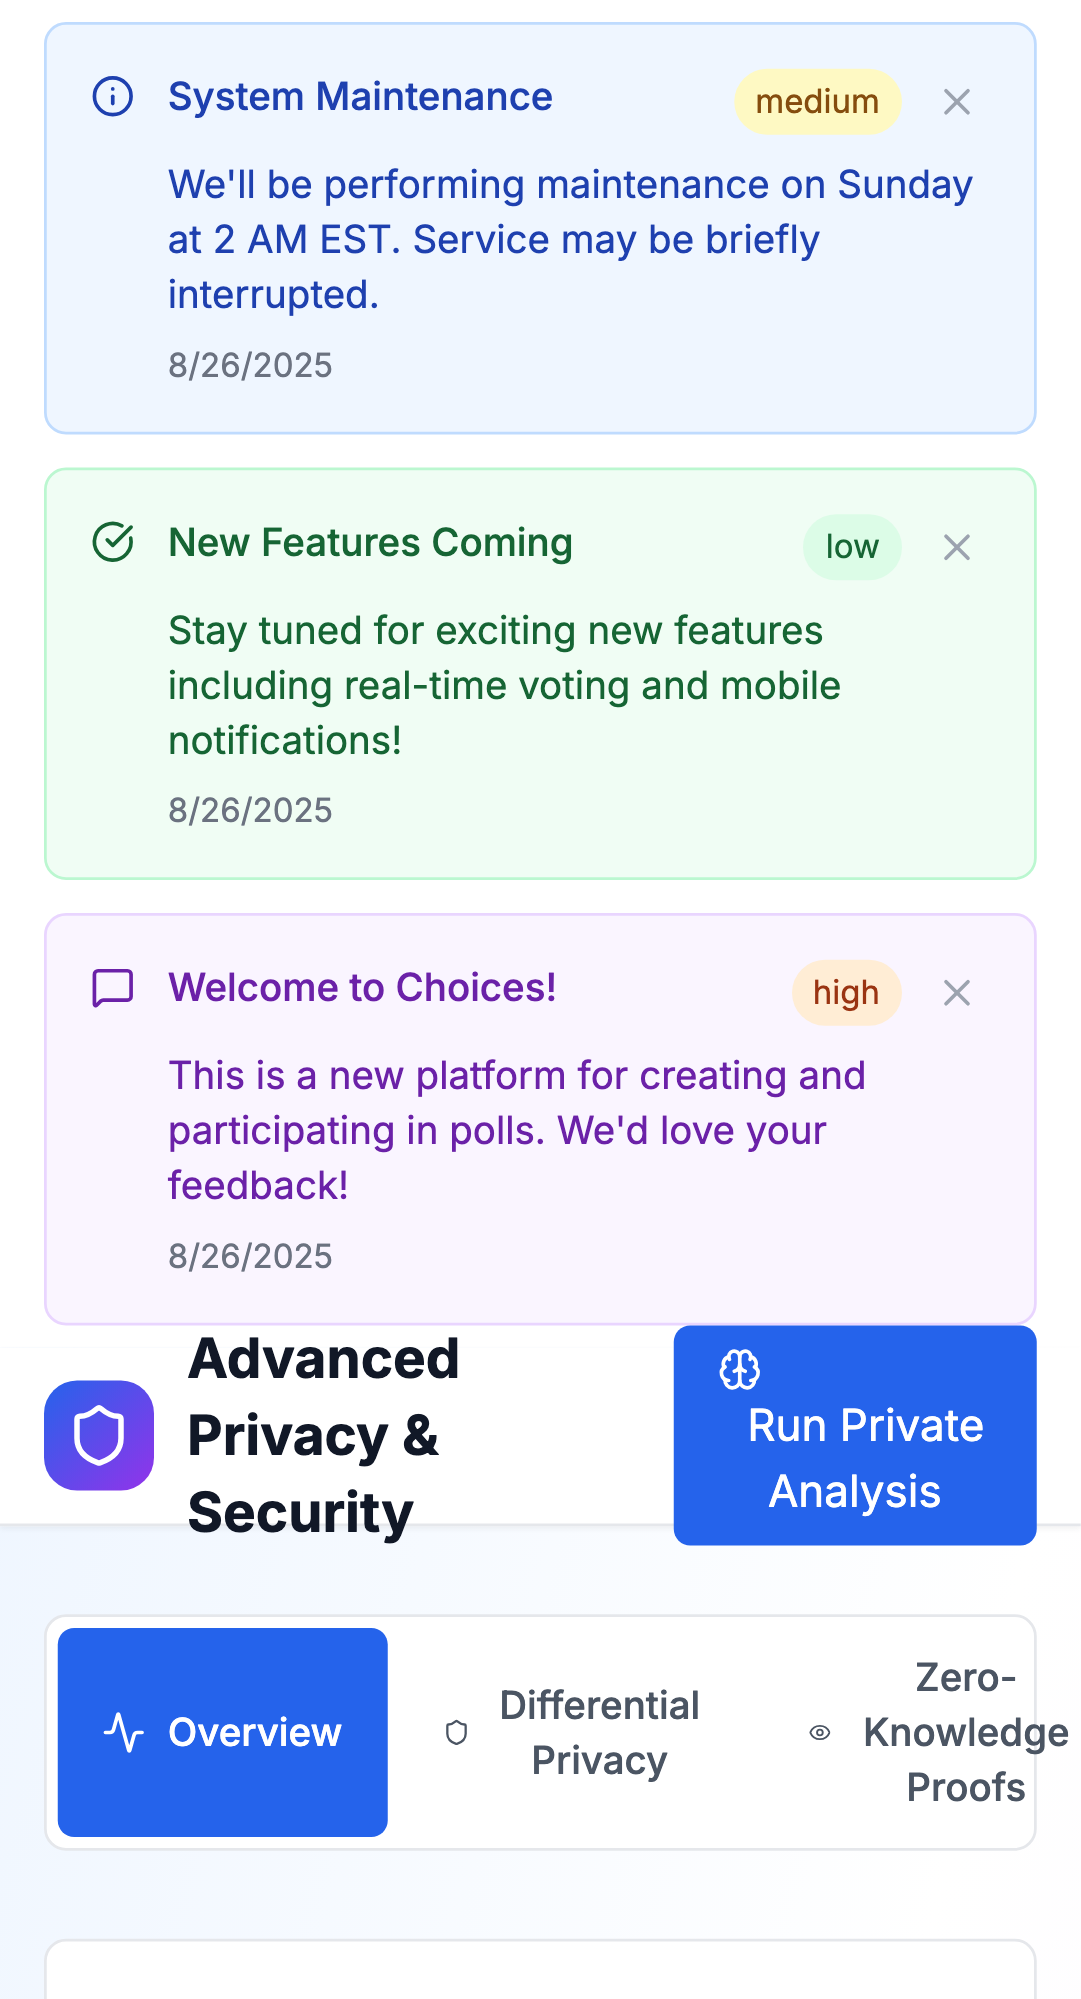 System Maintenance
medium
We'll be performing maintenance on Sunday
at 2 AM EST. Service may be briefly
interrupted.
8/26/2025
New Features Coming
low
Stay tuned for exciting new features
including real-time voting and mobile
notifications!
8/26/2025
Welcome to Choices!
high
This is a new platform for creating and
participating in polls. We'd love your
feedback!
8/26/2025
Advanced
Privacy &
Security
Run Private
Analysis
Overview
Differential
Privacy
Zero-
Knowledge
Proofs